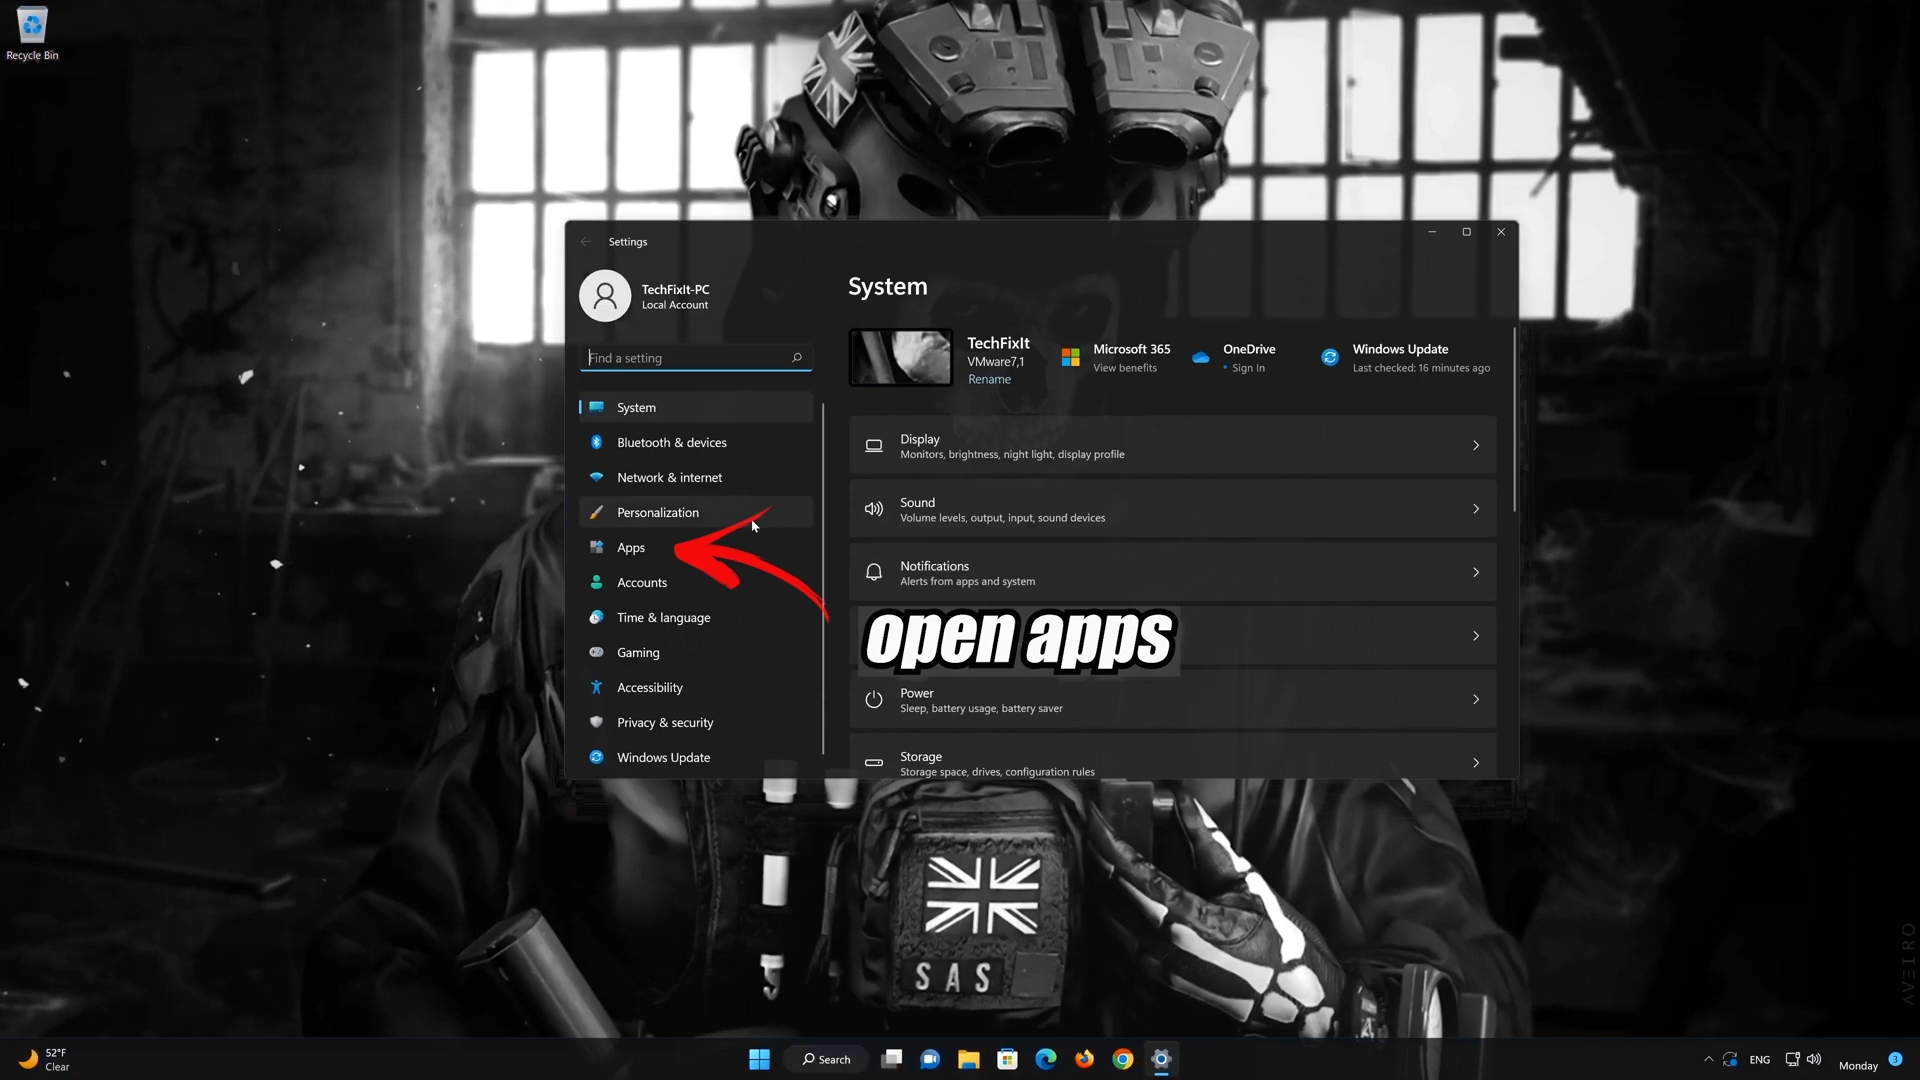 Recycle Bin
Settings
TechFixIt-PC
Local Account
Find a setting
System
Bluetooth & devices
Network & internet
Personalization
Apps
Accounts
Time & language
Gaming
Accessibility
Privacy & security
Windows Update
System
TechFixIt
VMware7,1
Rename
Microsoft 365
View benefits
OneDrive
• Sign In
Windows Update
Last checked: 16 minutes ago
Display
Monitors, brightness, night light, display profile
Sound
Volume levels, output, input, sound devices
Notifications
Alerts from apps and system
open apps
Power
Sleep, battery usage, battery saver
Storage
Storage space, drives, configuration rules
SAS
AVEIRO
52°F
Clear
Search
ENG
Monday
3